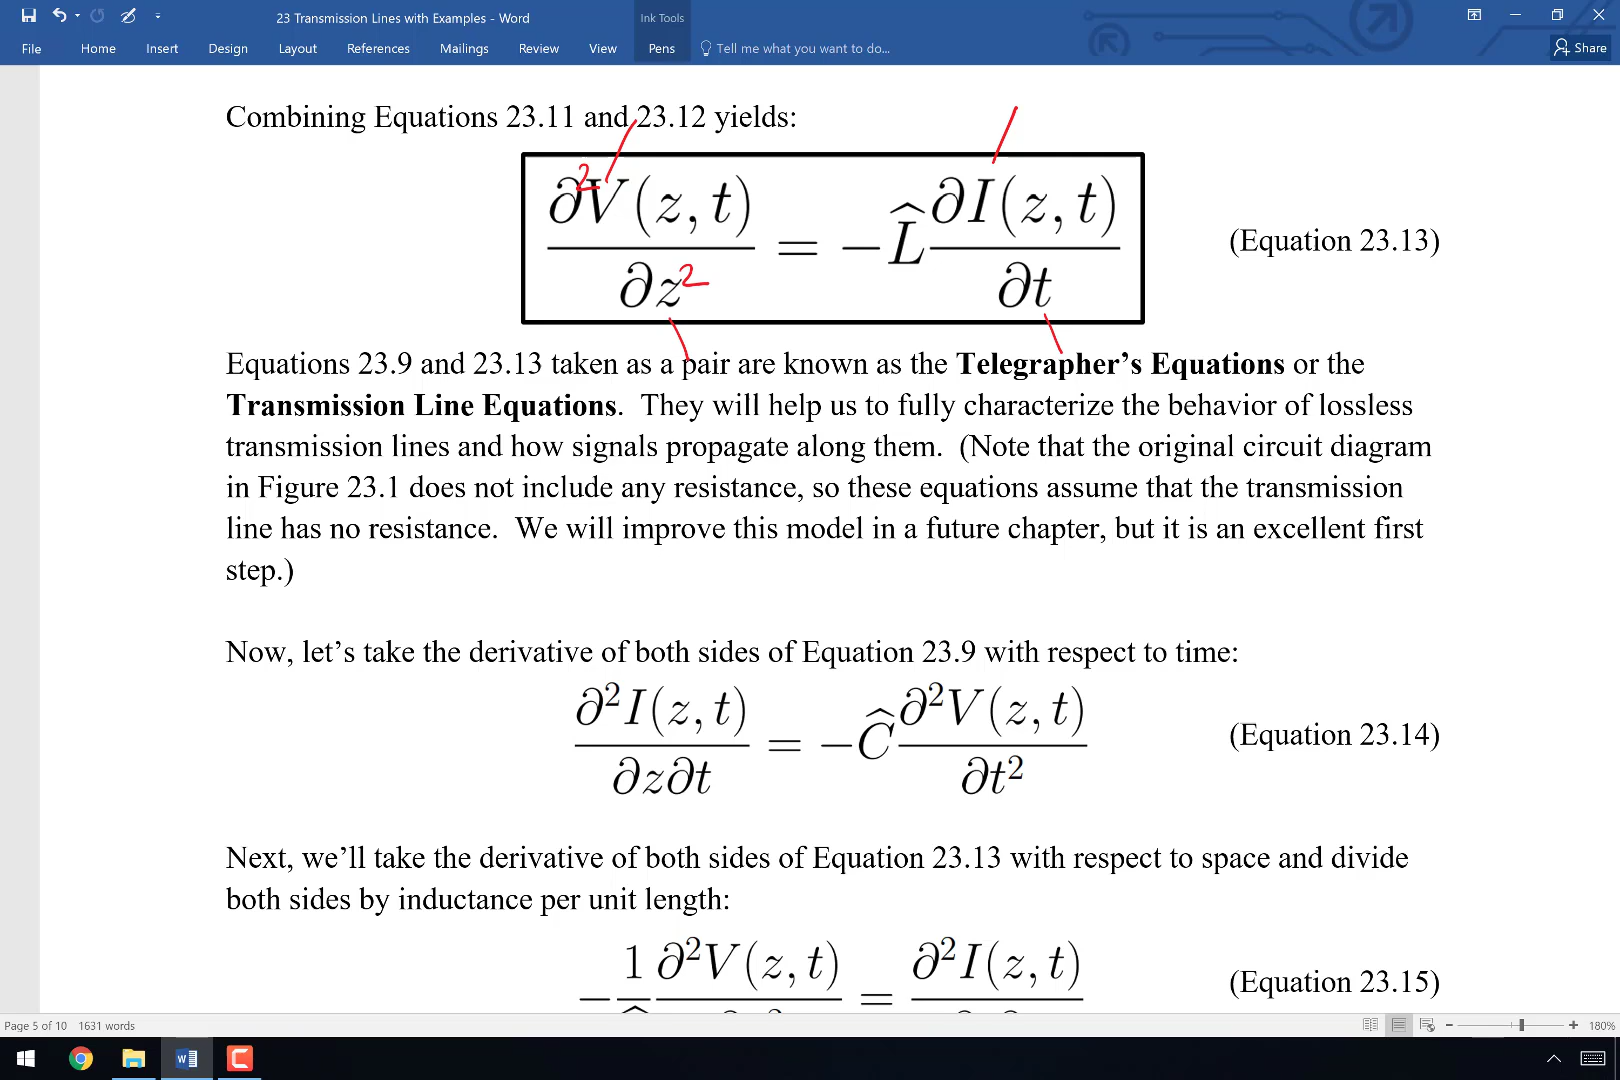 23 Transmission Lines with Examples - Word
Ink Tools
File Home Insert Design Layout References Mailings Review View Pens Tell me what you want to do... Share
Combining Equations 23.11 and 23.12 yields:
∂²V(z, t) / ∂z² = −L̂ ∂I(z, t) / ∂t (Equation 23.13)
Equations 23.9 and 23.13 taken as a pair are known as the Telegrapher’s Equations or the
Transmission Line Equations. They will help us to fully characterize the behavior of lossless
transmission lines and how signals propagate along them. (Note that the original circuit diagram
in Figure 23.1 does not include any resistance, so these equations assume that the transmission
line has no resistance. We will improve this model in a future chapter, but it is an excellent first
step.)
Now, let’s take the derivative of both sides of Equation 23.9 with respect to time:
∂²I(z, t) / ∂z∂t = −Ĉ ∂²V(z, t) / ∂t² (Equation 23.14)
Next, we’ll take the derivative of both sides of Equation 23.13 with respect to space and divide
both sides by inductance per unit length:
− 1 ∂²V(z, t) = ∂²I(z, t) (Equation 23.15)
Page 5 of 10 1631 words 180%